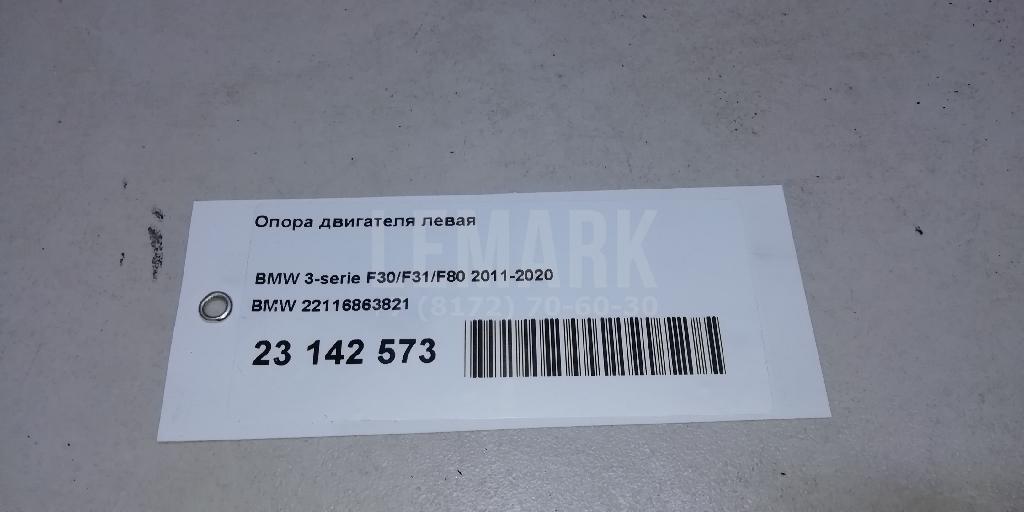 Опора двигателя левая
LEMARK
BMW 3-serie F30/F31/F80 2011-2020
BMW 22116863821
(8172) 70-60-30
23 142 573